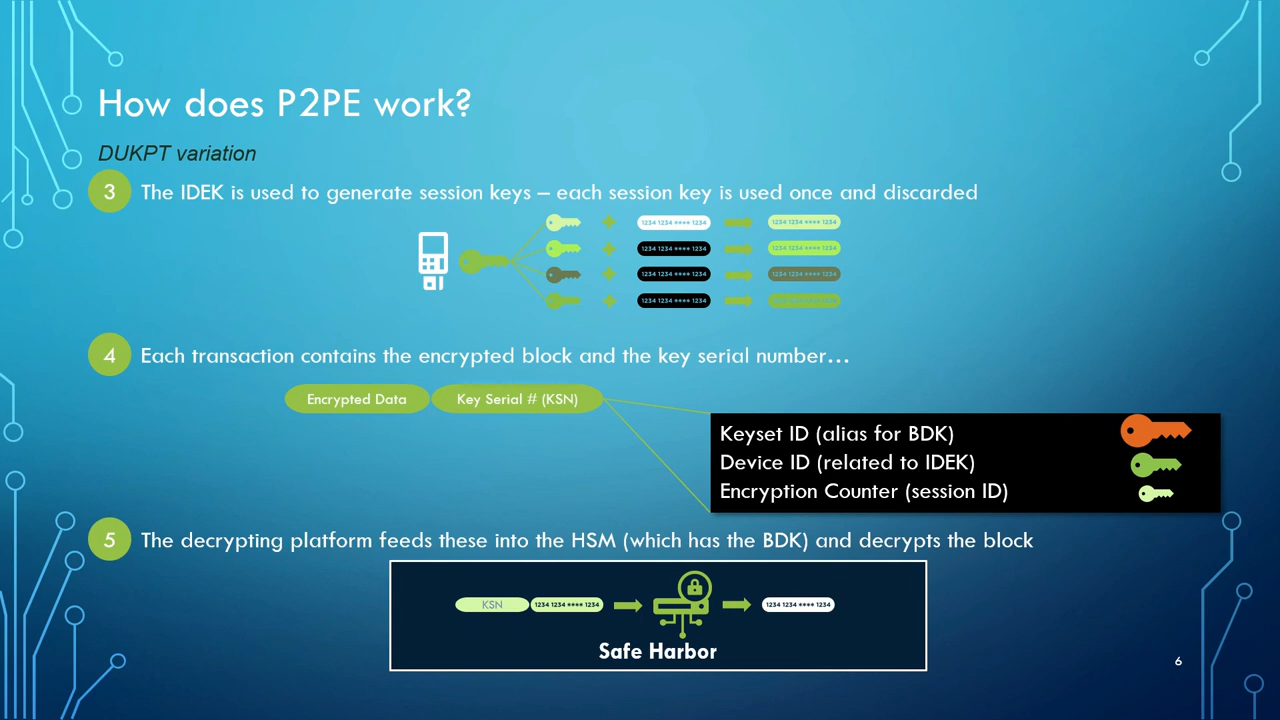 How does P2PE work?
DUKPT variation
3 The IDEK is used to generate session keys – each session key is used once and discarded
1234 1234 **** 1234 1234 1234 **** 1234
1234 1234 **** 1234 1234 1234 **** 1234
1234 1234 **** 1234 1234 1234 **** 1234
1234 1234 **** 1234 1234 1234 **** 1234
4 Each transaction contains the encrypted block and the key serial number…
Encrypted Data Key Serial # (KSN)
Keyset ID (alias for BDK)
Device ID (related to IDEK)
Encryption Counter (session ID)
5 The decrypting platform feeds these into the HSM (which has the BDK) and decrypts the block
KSN 1234 1234 **** 1234 1234 1234 **** 1234
Safe Harbor
6